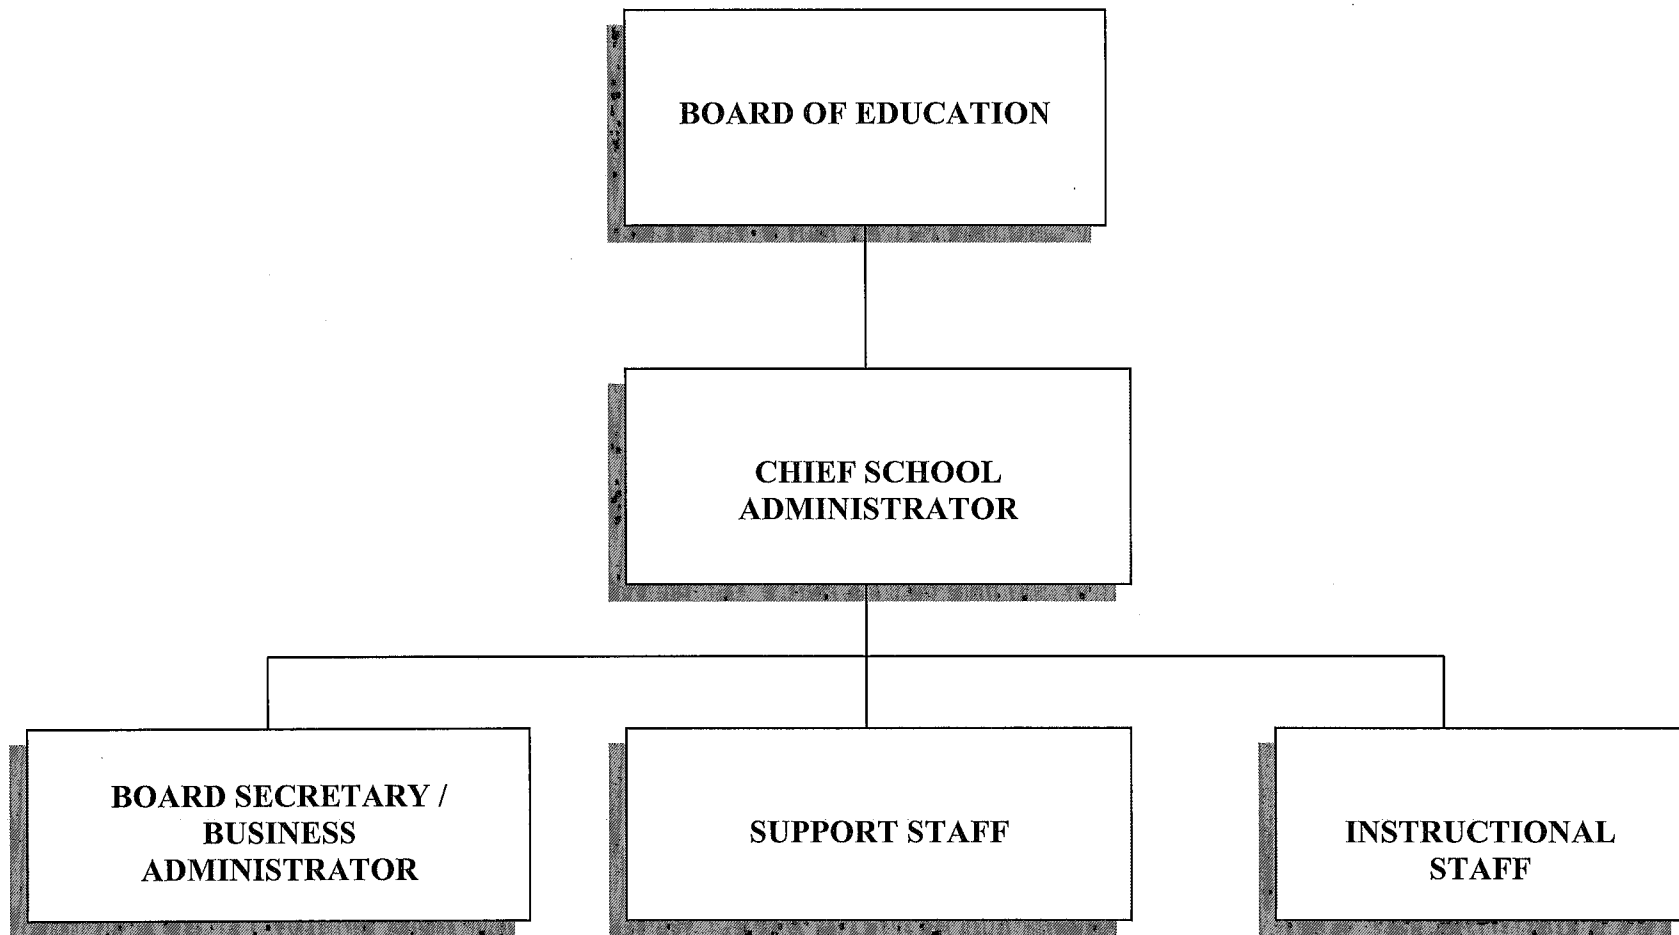 BOARD OF EDUCATION
CHIEF SCHOOL
ADMINISTRATOR
BOARD SECRETARY /
BUSINESS
ADMINISTRATOR
SUPPORT STAFF
INSTRUCTIONAL
STAFF